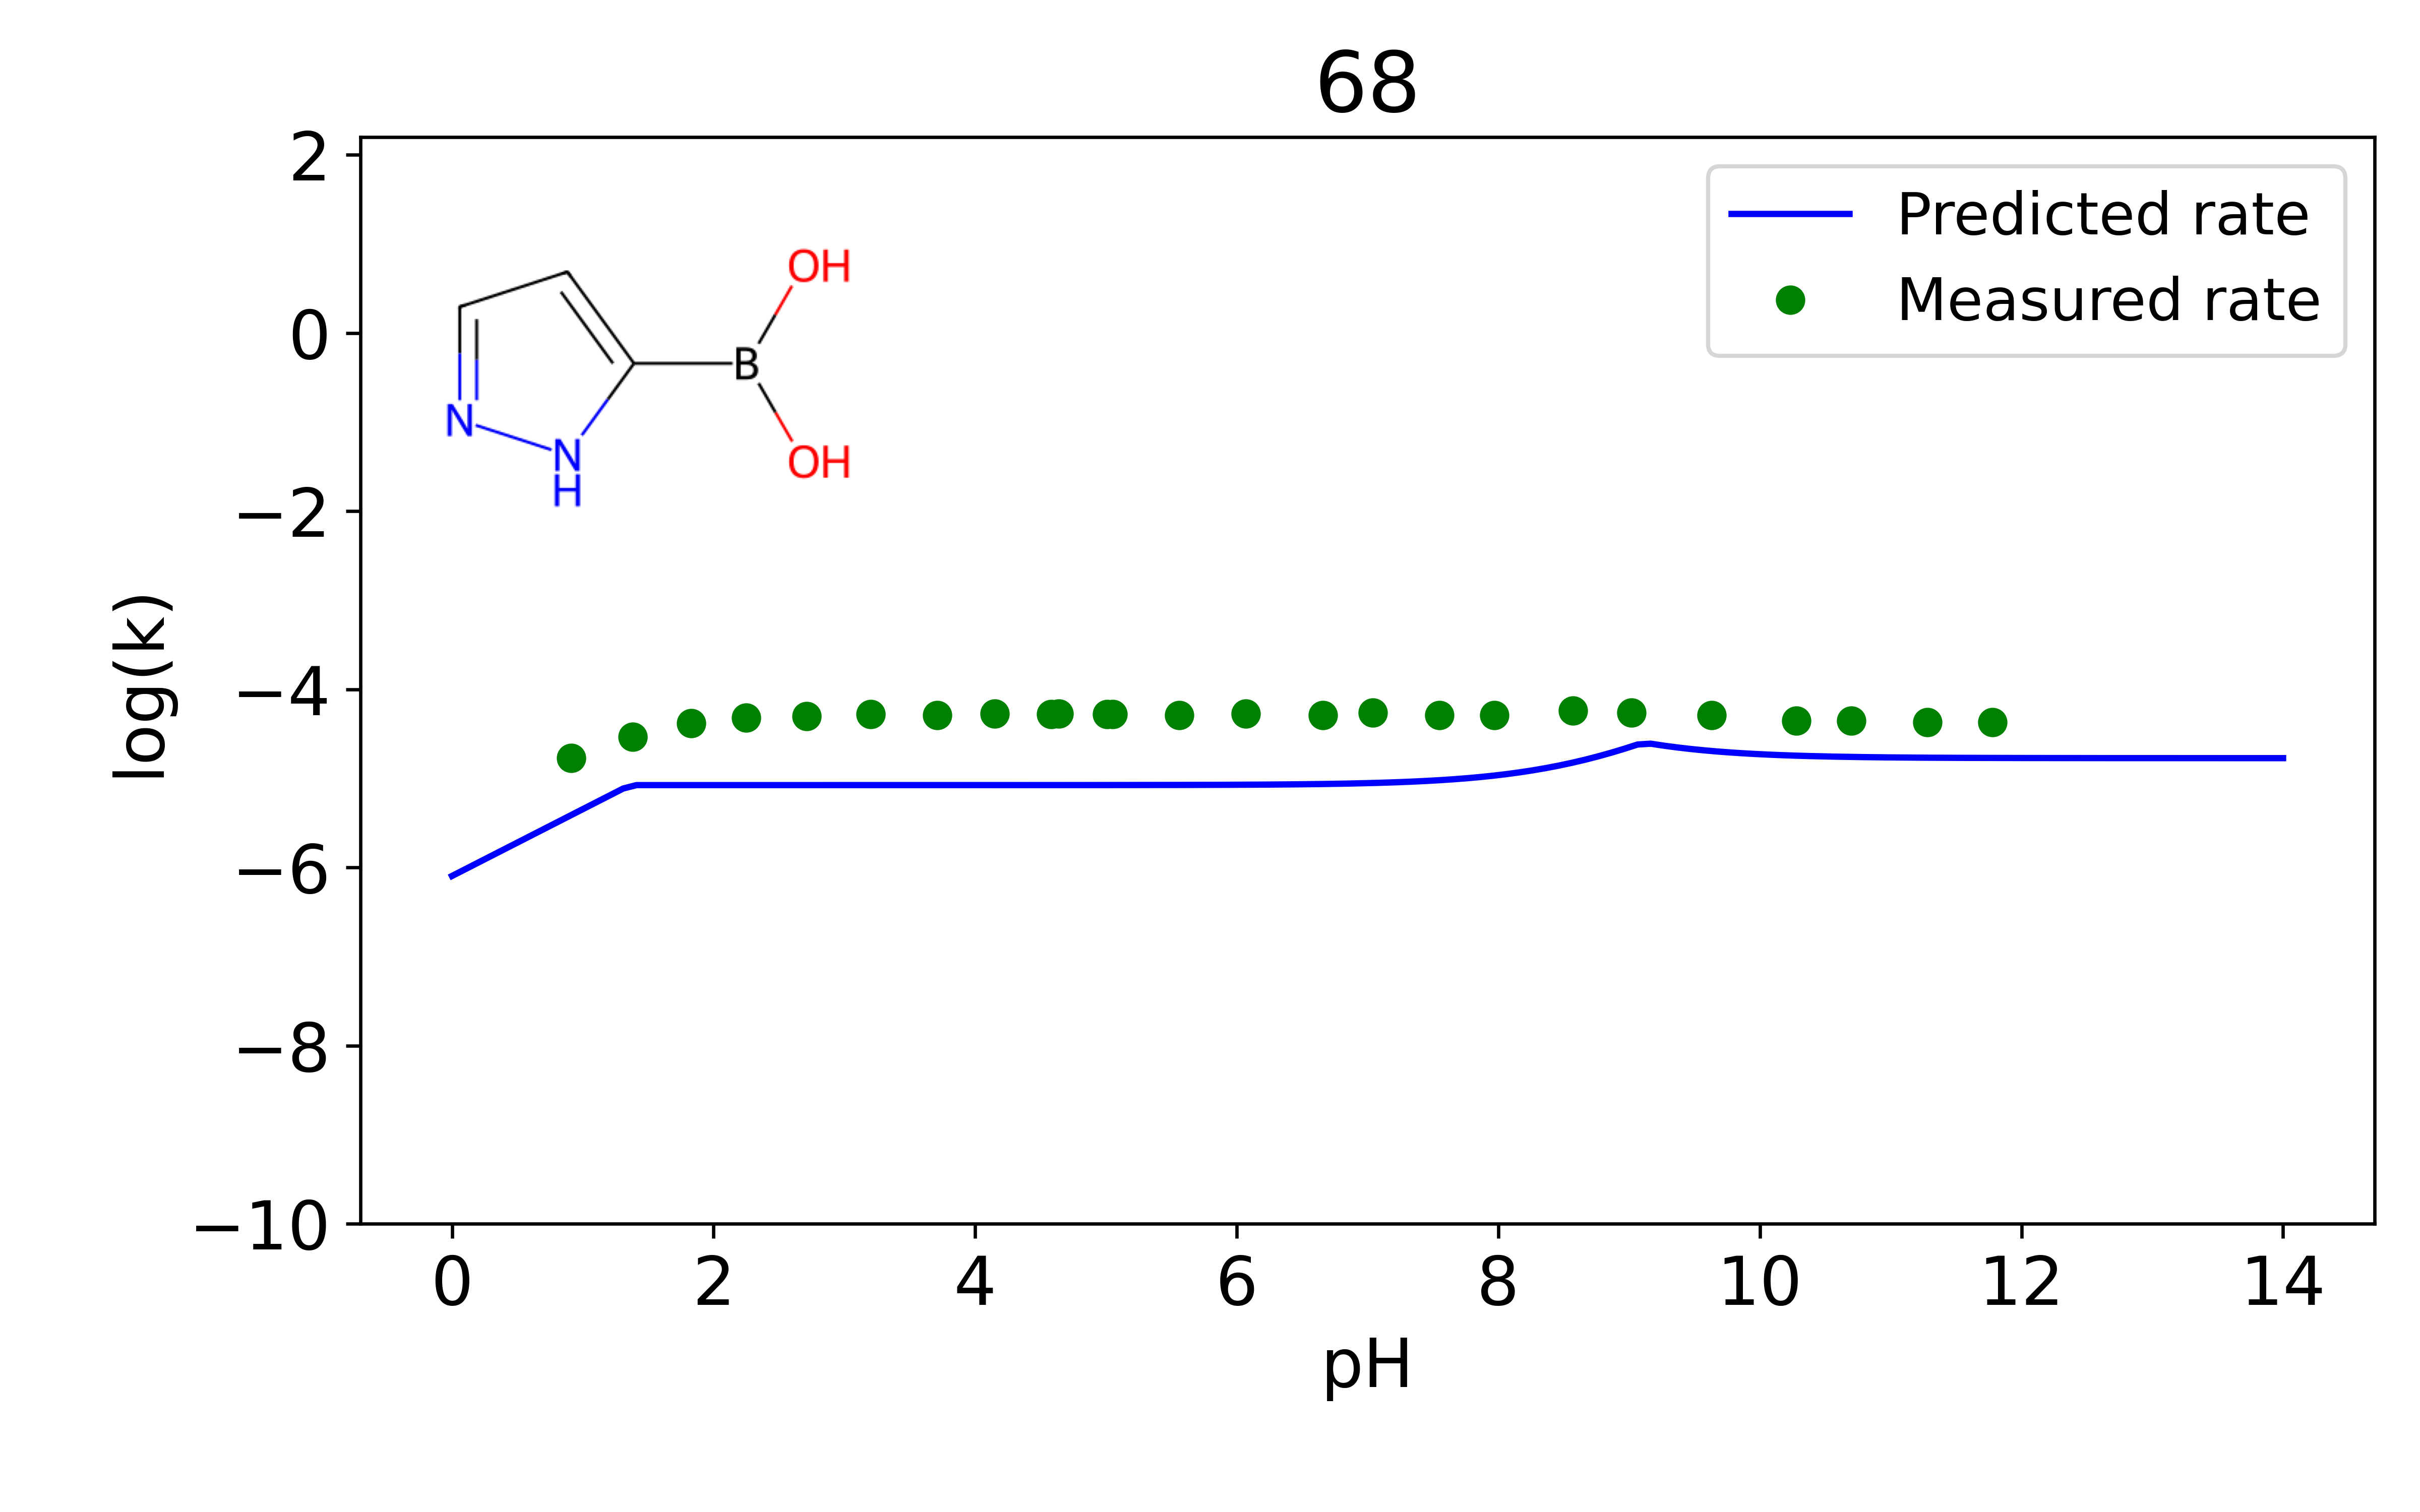 68
2
0
−2
−4
−6
−8
−10
log(k)
0 2 4 6 8 10 12 14
pH
Predicted rate
Measured rate
OH
B
OH
N
N
H